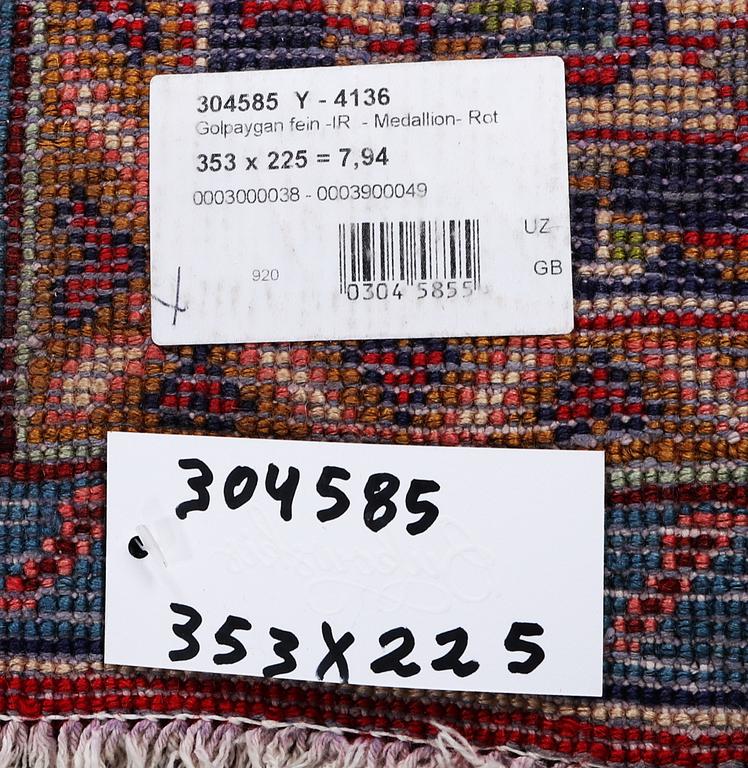 304585 Y - 4136
Golpaygan fein -IR - Medallion- Rot
353 x 225 = 7,94
0003000038 - 0003900049
UZ
920
GB
0304 5855
304585
353X225